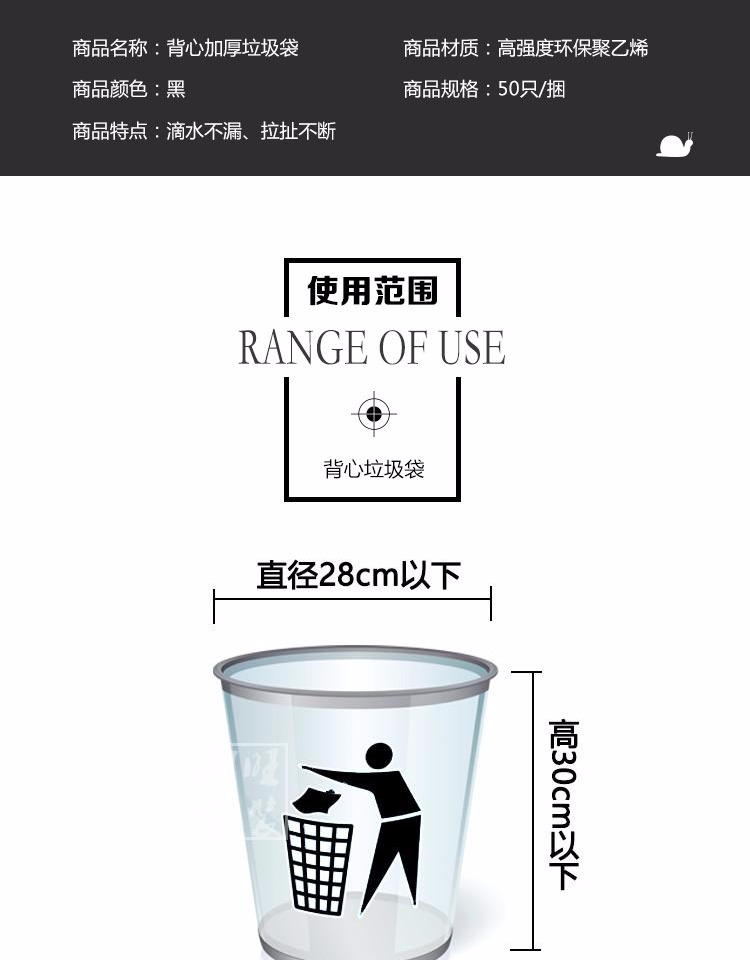 商品名称：背心加厚垃圾袋
商品材质：高强度环保聚乙烯
商品颜色：黑
商品规格：50只/捆
商品特点：滴水不漏、拉扯不断
使用范围
RANGE OF USE
背心垃圾袋
直径28cm以下
高30cm以下